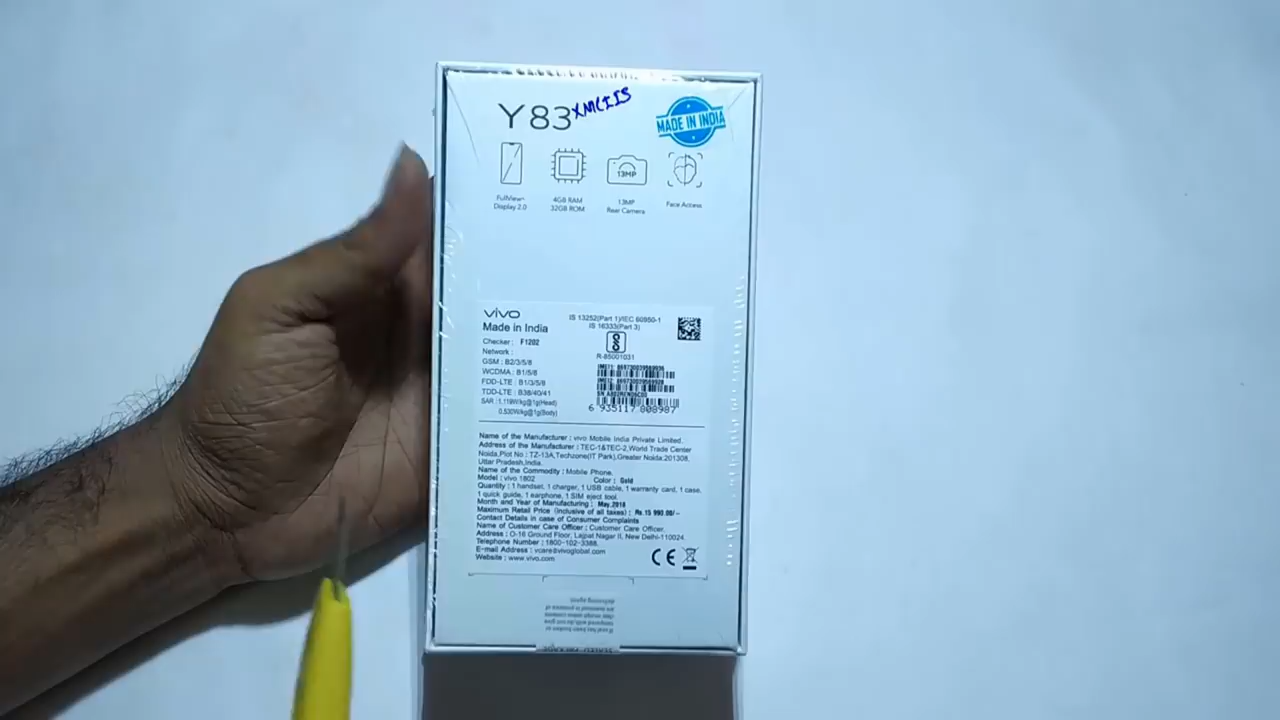 Y83
MADE IN INDIA
13MP
FullView™
Display 2.0
4GB RAM
32GB ROM
13MP
Rear Camera
Face Access
vivo
Made in India
Checker : F1202
Network :
GSM : B2/3/5/8
WCDMA : B1/5/8
FDD-LTE : B1/3/5/8
TDD-LTE : B38/40/41
SAR : 1.119W/kg@1g(Head)
0.530W/kg@1g(Body)
IS 13252(Part 1)/IEC 60950-1
IS 16333(Part 3)
R-85001031
6 935117 808987
Name of the Manufacturer : vivo Mobile India Private Limited.
Address of the Manufacturer : TEC-1&TEC-2,World Trade Center
Noida,Plot No : TZ-13A,Techzone(IT Park),Greater Noida.201308,
Uttar Pradesh,India.
Name of the Commodity : Mobile Phone.
Model : vivo 1802 Color : Gold
Quantity : 1 handset, 1 charger, 1 USB cable, 1 warranty card, 1 case,
1 quick guide, 1 earphone, 1 SIM eject tool.
Month and Year of Manufacturing : May.2018
Maximum Retail Price (inclusive of all taxes) : Rs.15 990.00/-
Contact Details in case of Consumer Complaints
Name of Customer Care Officer : Customer Care Officer.
Address : O-16 Ground Floor, Lajpat Nagar II, New Delhi-110024.
Telephone Number : 1800-102-3388.
E-mail Address : vcare@vivoglobal.com
Website : www.vivo.com
CE